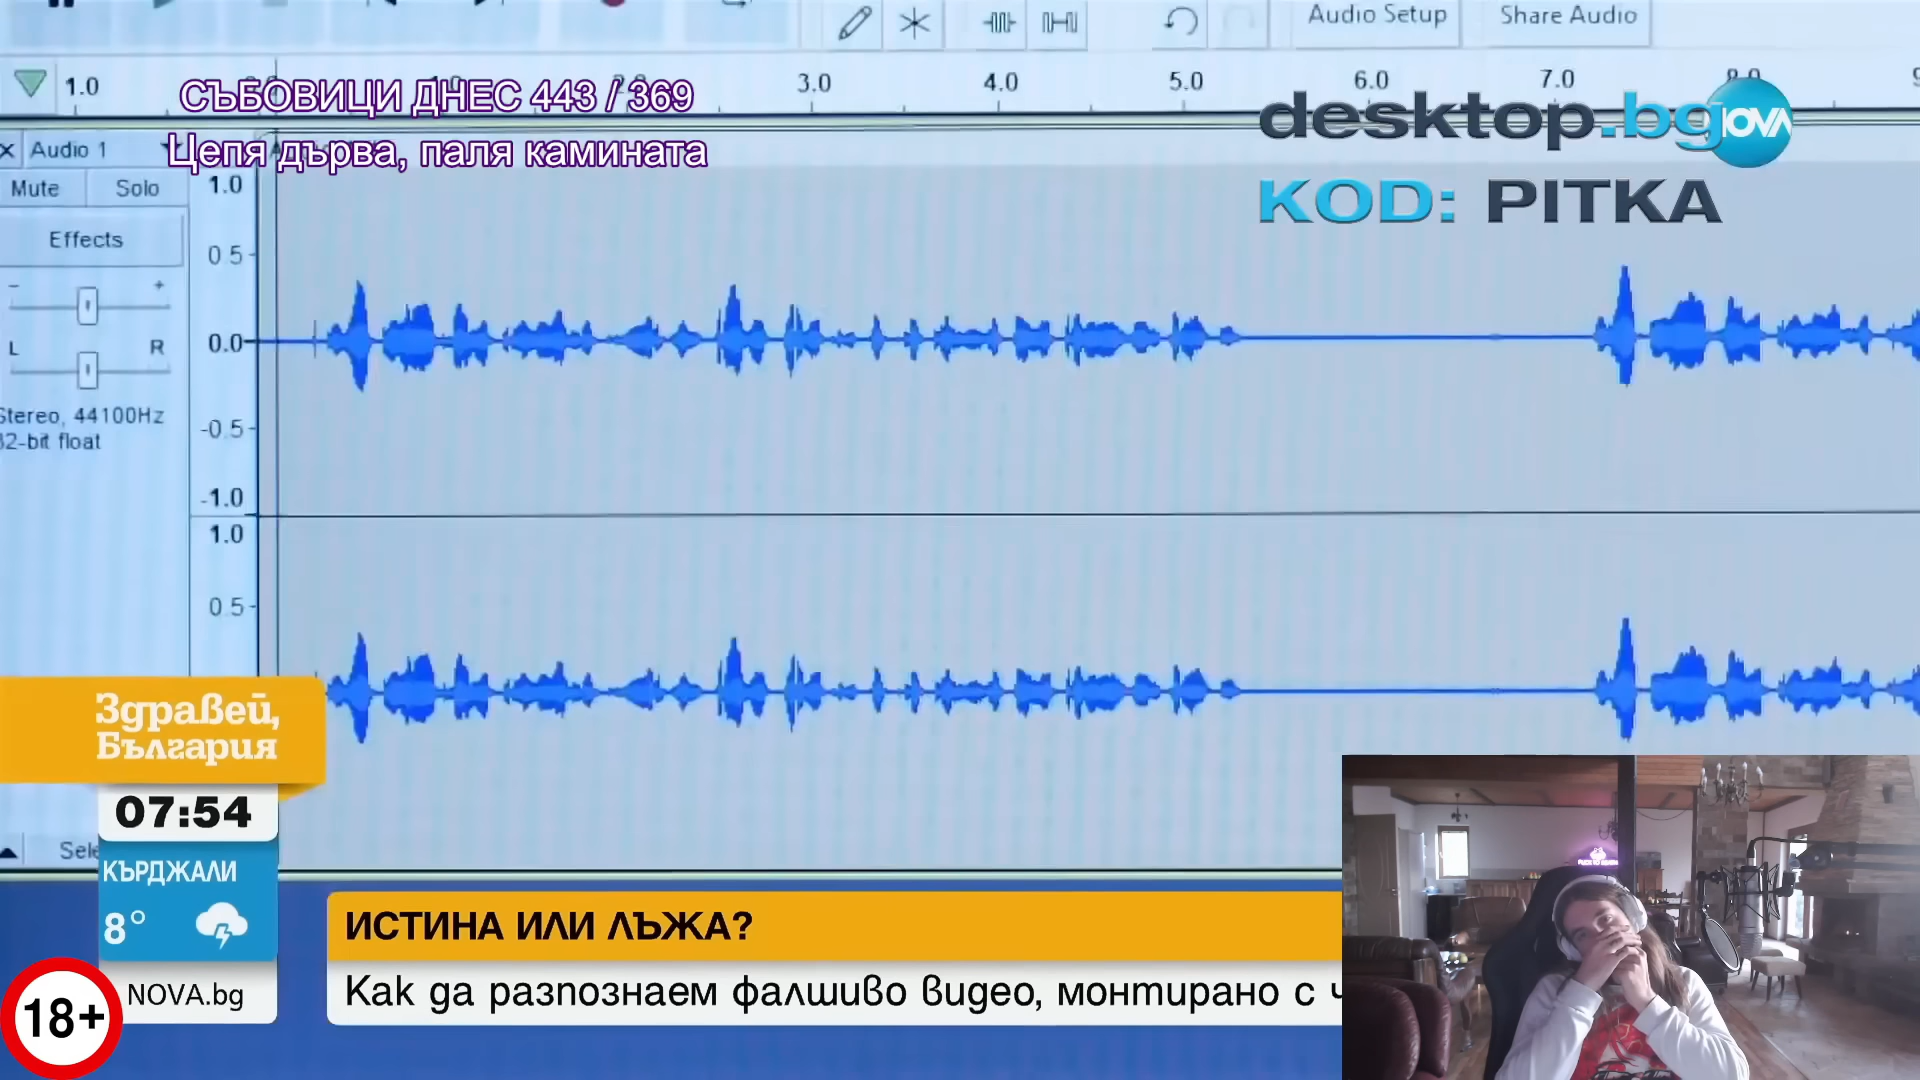 Audio Setup
Share Audio
1.0
3.0
4.0
5.0
6.0
7.0
8.0
СЪБОВИЦИ ДНЕС 443 / 369
Цепя дърва, паля камината
desktop.bg
NOVA
KOD: PITKA
Audio 1
Mute
Solo
Effects
-
+
L
R
Stereo, 44100Hz
32-bit float
1.0
0.5
0.0
-0.5
-1.0
1.0
0.5
Здравей,
България
07:54
КЪРДЖАЛИ
8°
NOVA.bg
18+
ИСТИНА ИЛИ ЛЪЖА?
Как да разпознаем фалшиво видео, монтирано с